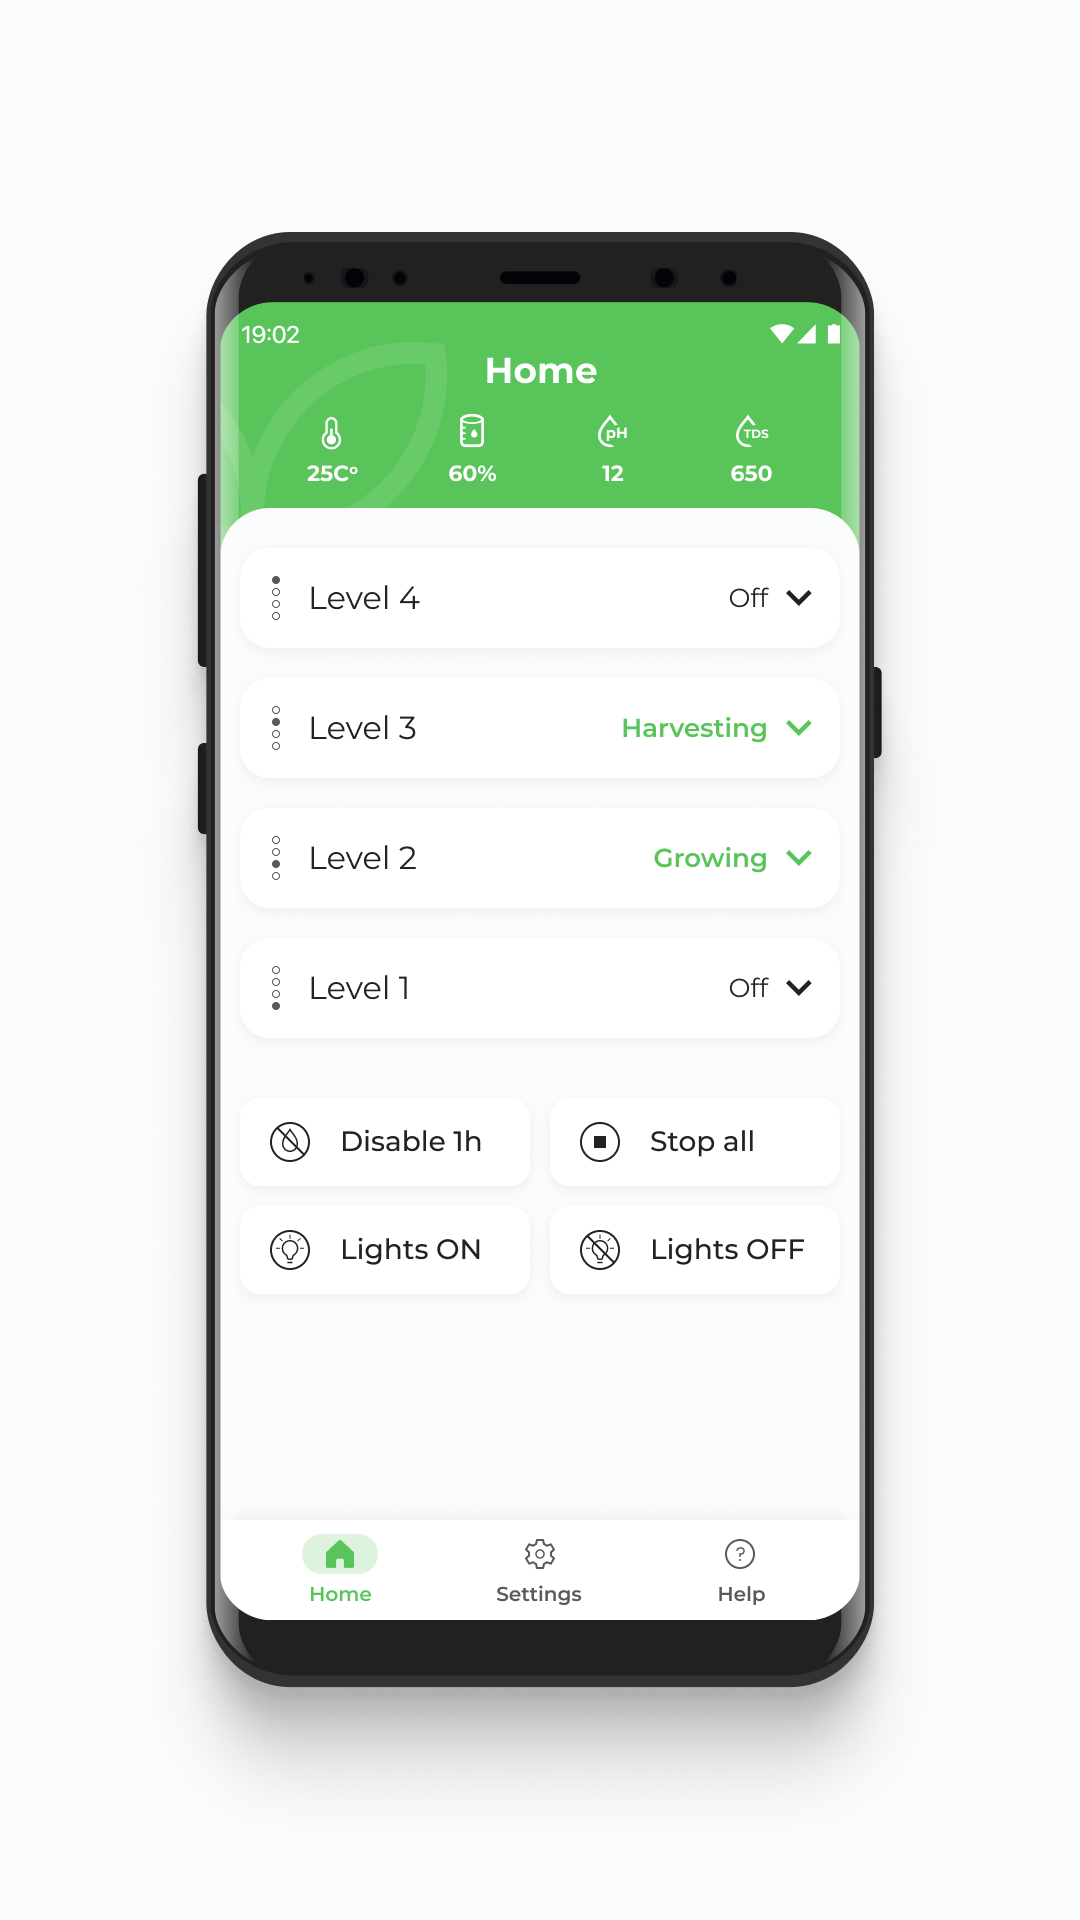 19:02
Home
pH
TDS
25C°
60%
12
650
Level 4
Off
Level 3
Harvesting
Level 2
Growing
Level 1
Off
Disable 1h
Stop all
Lights ON
Lights OFF
?
Home
Settings
Help